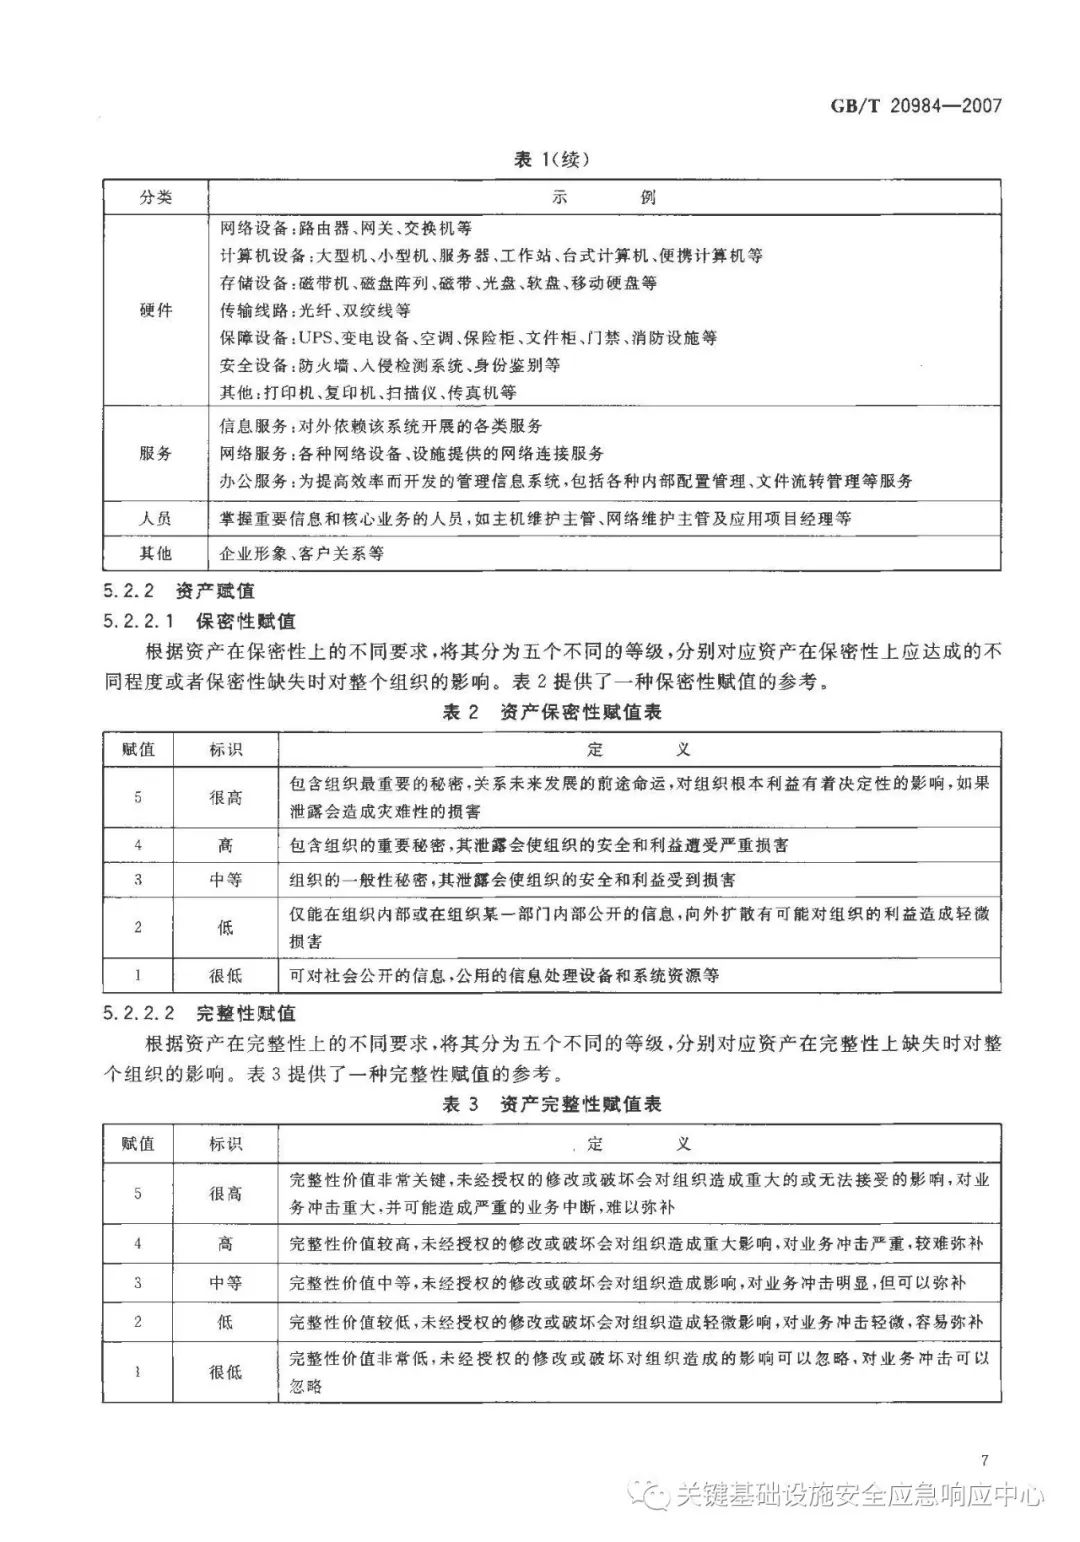 GB/T 20984—2007
表 1(续)
分类 示 例
硬件
网络设备:路由器、网关、交换机等
计算机设备:大型机、小型机、服务器、工作站、台式计算机、便携计算机等
存储设备:磁带机、磁盘阵列、磁带、光盘、软盘、移动硬盘等
传输线路:光纤、双绞线等
保障设备:UPS、变电设备、空调、保险柜、文件柜、门禁、消防设施等
安全设备:防火墙、入侵检测系统、身份鉴别等
其他:打印机、复印机、扫描仪、传真机等
服务
信息服务:对外依赖该系统开展的各类服务
网络服务:各种网络设备、设施提供的网络连接服务
办公服务:为提高效率而开发的管理信息系统,包括各种内部配置管理、文件流转管理等服务
人员 掌握重要信息和核心业务的人员,如主机维护主管、网络维护主管及应用项目经理等
其他 企业形象、客户关系等
5.2.2 资产赋值
5.2.2.1 保密性赋值
根据资产在保密性上的不同要求,将其分为五个不同的等级,分别对应资产在保密性上应达成的不
同程度或者保密性缺失时对整个组织的影响。表 2 提供了一种保密性赋值的参考。
表 2 资产保密性赋值表
赋值 标识 定 义
5 很高 包含组织最重要的秘密,关系未来发展的前途命运,对组织根本利益有着决定性的影响,如果
泄露会造成灾难性的损害
4 高 包含组织的重要秘密,其泄露会使组织的安全和利益遭受严重损害
3 中等 组织的一般性秘密,其泄露会使组织的安全和利益受到损害
2 低 仅能在组织内部或在组织某一部门内部公开的信息,向外扩散有可能对组织的利益造成轻微
损害
1 很低 可对社会公开的信息,公用的信息处理设备和系统资源等
5.2.2.2 完整性赋值
根据资产在完整性上的不同要求,将其分为五个不同的等级,分别对应资产在完整性上缺失时对整
个组织的影响。表 3 提供了一种完整性赋值的参考。
表 3 资产完整性赋值表
赋值 标识 定 义
5 很高 完整性价值非常关键,未经授权的修改或破坏会对组织造成重大的或无法接受的影响,对业
务冲击重大,并可能造成严重的业务中断,难以弥补
4 高 完整性价值较高,未经授权的修改或破坏会对组织造成重大影响,对业务冲击严重,较难弥补
3 中等 完整性价值中等,未经授权的修改或破坏会对组织造成影响,对业务冲击明显,但可以弥补
2 低 完整性价值较低,未经授权的修改或破坏会对组织造成轻微影响,对业务冲击轻微,容易弥补
1 很低 完整性价值非常低,未经授权的修改或破坏对组织造成的影响可以忽略,对业务冲击可以
忽略
7
关键基础设施安全应急响应中心